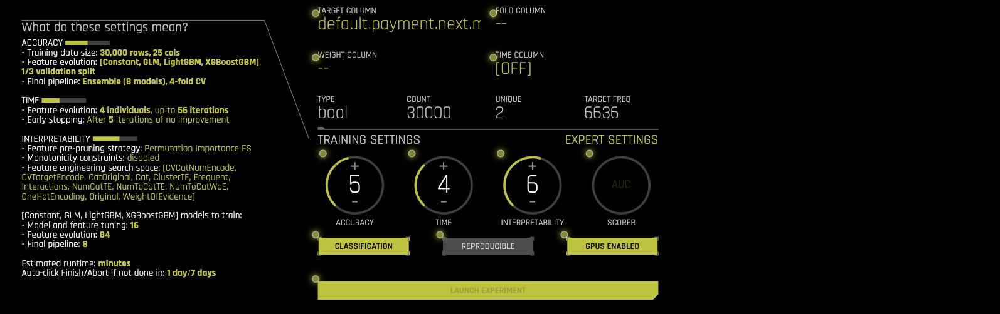 What do these settings mean?
ACCURACY
- Training data size: 30,000 rows, 25 cols
- Feature evolution: [Constant, GLM, LightGBM, XGBoostGBM],
1/3 validation split
- Final pipeline: Ensemble (8 models), 4-fold CV
TIME
- Feature evolution: 4 individuals, up to 56 iterations
- Early stopping: After 5 iterations of no improvement
INTERPRETABILITY
- Feature pre-pruning strategy: Permutation Importance FS
- Monotonicity constraints: disabled
- Feature engineering search space: [CVCatNumEncode,
CVTargetEncode, CatOriginal, Cat, ClusterTE, Frequent,
Interactions, NumCatTE, NumToCatTE, NumToCatWoE,
OneHotEncoding, Original, WeightOfEvidence]
[Constant, GLM, LightGBM, XGBoostGBM] models to train:
- Model and feature tuning: 16
- Feature evolution: 84
- Final pipeline: 8
Estimated runtime: minutes
Auto-click Finish/Abort if not done in: 1 day/7 days
TARGET COLUMN
default.payment.next.m
FOLD COLUMN
--
WEIGHT COLUMN
--
TIME COLUMN
[OFF]
TYPE COUNT UNIQUE TARGET FREQ
bool 30000 2 6636
TRAINING SETTINGS EXPERT SETTINGS
+ + +
5 4 6 AUC
- - -
ACCURACY TIME INTERPRETABILITY SCORER
CLASSIFICATION REPRODUCIBLE GPUS ENABLED
LAUNCH EXPERIMENT